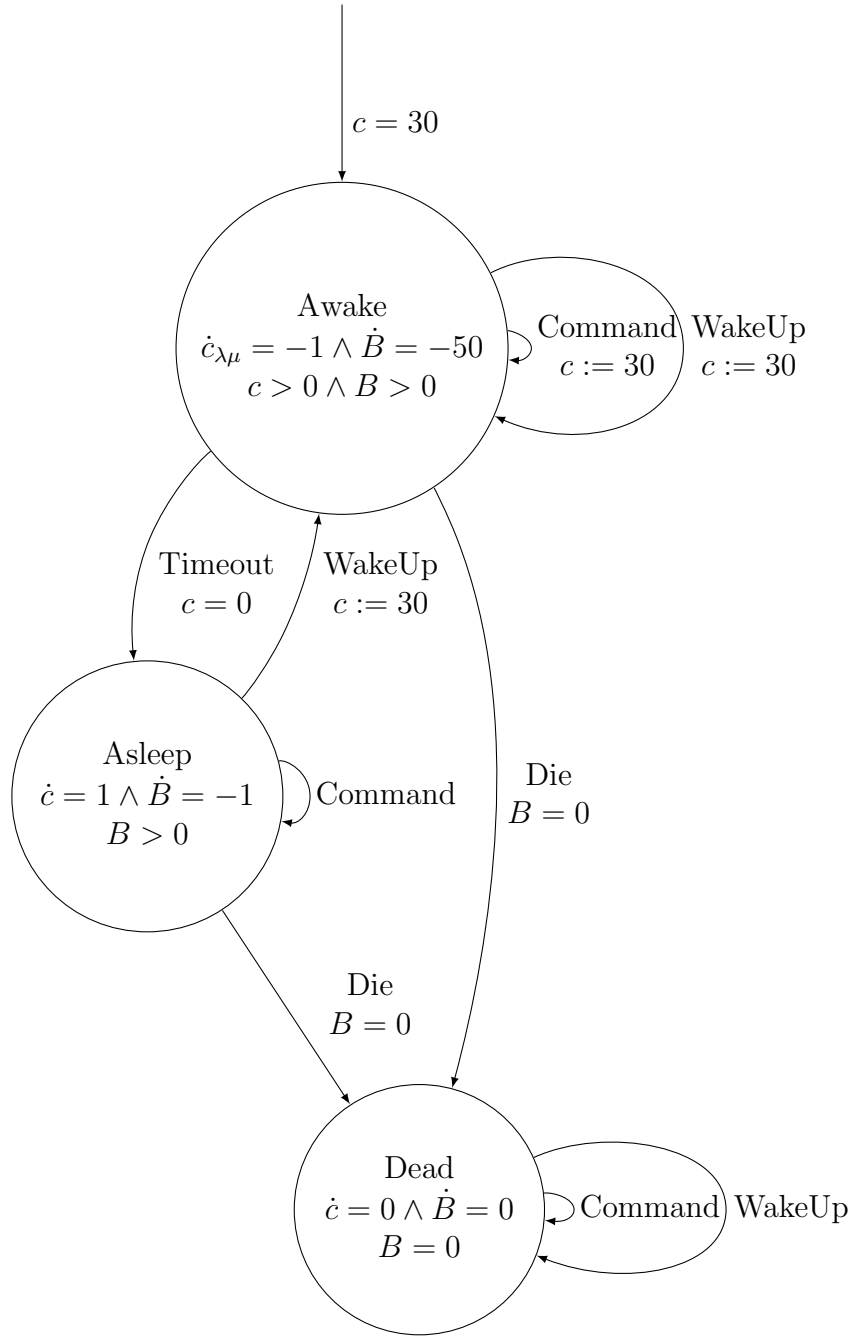 c = 30
Awake
ċ_λμ = −1 ∧ Ḃ = −50
c > 0 ∧ B > 0
Command
c := 30
WakeUp
c := 30
Timeout
c = 0
WakeUp
c := 30
Asleep
ċ = 1 ∧ Ḃ = −1
B > 0
Command
Die
B = 0
Die
B = 0
Dead
ċ = 0 ∧ Ḃ = 0
B = 0
Command
WakeUp